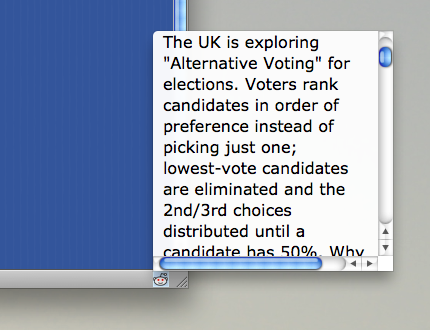 The UK is exploring
"Alternative Voting" for
elections. Voters rank
candidates in order of
preference instead of
picking just one;
lowest-vote candidates
are eliminated and the
2nd/3rd choices
distributed until a
candidate has 50%. Why